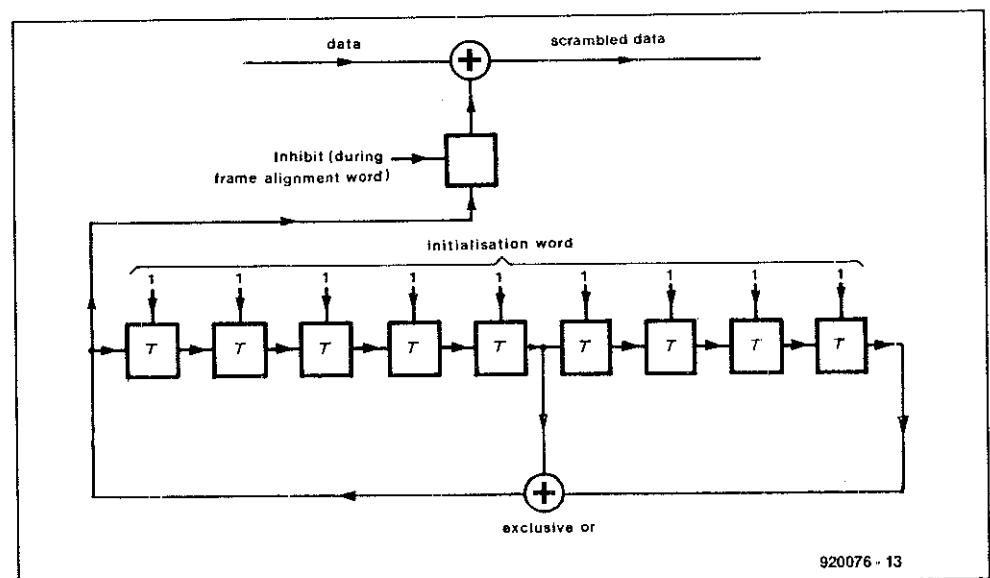 data
scrambled data
+
Inhibit (during
frame alignment word)
initialisation word
1 1 1 1 1 1 1 1 1
T T T T T T T T T
+
exclusive or
920076 - 13